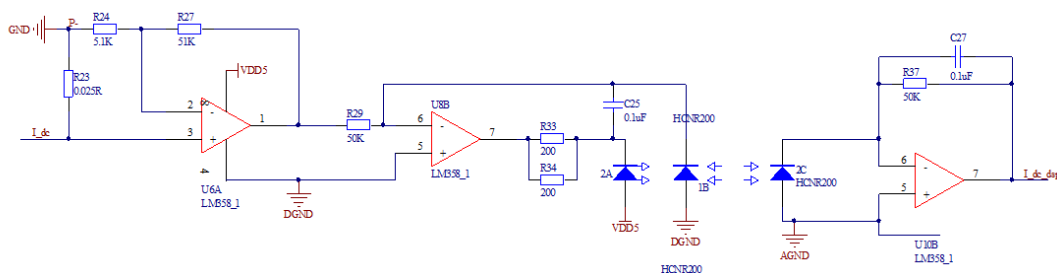 GND
P-
R24
5.1K
R27
51K
R23
0.025R
VDD5
8
2
3
1
4
I_dc
U6A
LM358_1
DGND
R29
50K
U8B
6
5
7
LM358_1
R33
200
R34
200
C25
0.1uF
2A
VDD5
HCNR200
1B
DGND
HCNR200
2C
HCNR200
AGND
C27
0.1uF
R37
50K
6
5
7
I_dc_dsp
U10B
LM358_1